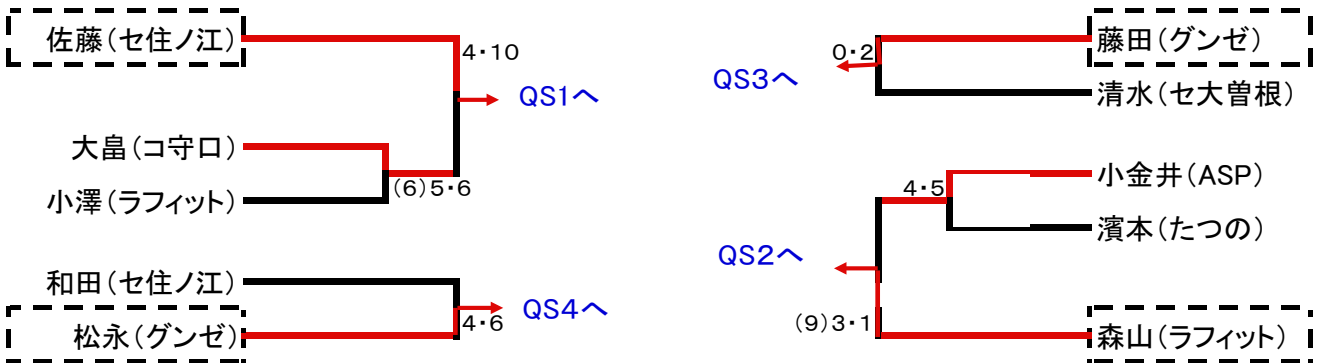 佐藤(セ住ノ江)
4・10
QS1へ
大畠(コ守口)
小澤(ラフィット)
(6)5・6
和田(セ住ノ江)
QS4へ
松永(グンゼ)
4・6
藤田(グンゼ)
0・2
QS3へ
清水(セ大曽根)
小金井(ASP)
4・5
濱本(たつの)
QS2へ
(9)3・1
森山(ラフィット)